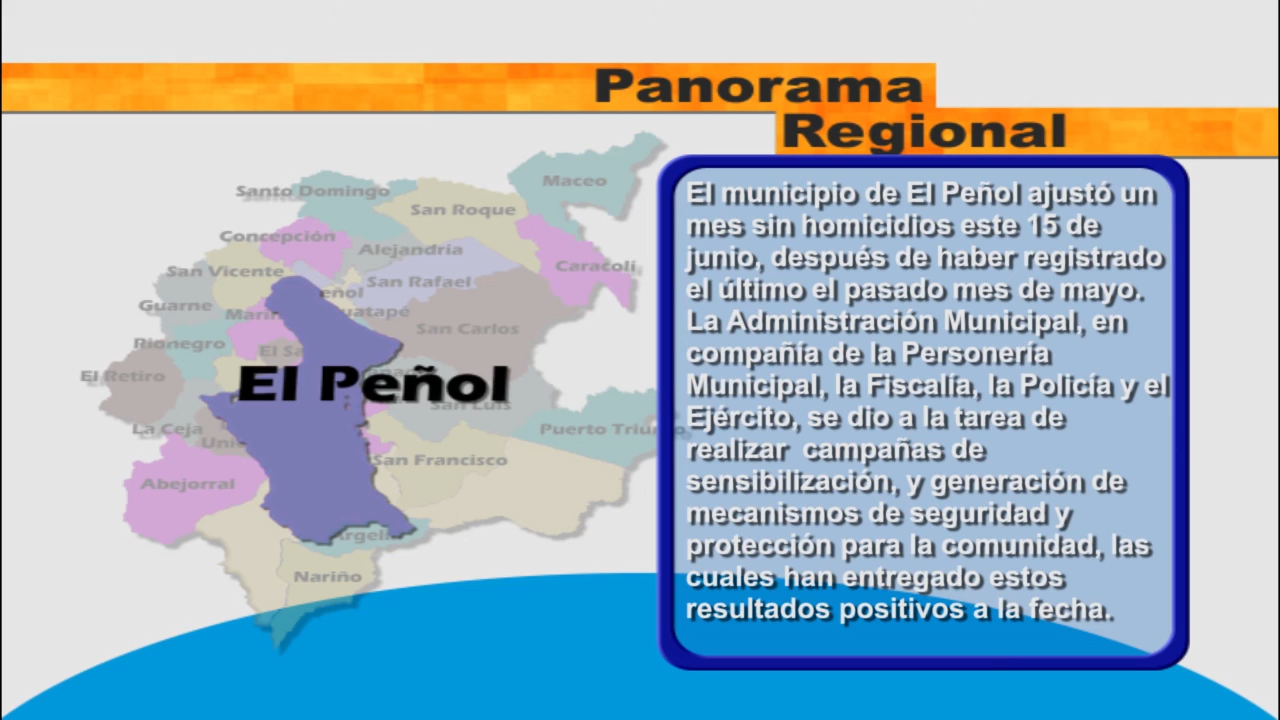 Panorama
Regional
El municipio de El Peñol ajustó un
mes sin homicidios este 15 de
junio, después de haber registrado
el último el pasado mes de mayo.
La Administración Municipal, en
compañía de la Personería
Municipal, la Fiscalía, la Policía y el
Ejército, se dio a la tarea de
realizar  campañas de
sensibilización, y generación de
mecanismos de seguridad y
protección para la comunidad, las
cuales han entregado estos
resultados positivos a la fecha.
Maceo
Santo Domingo
San Roque
Concepción
Alejandria
Caracoli
San Vicente
San Rafael
Guarne
San Carlos
Rionegro
El Retiro
El Peñol
San Luis
La Ceja
San Francisco
Abejorral
Nariño